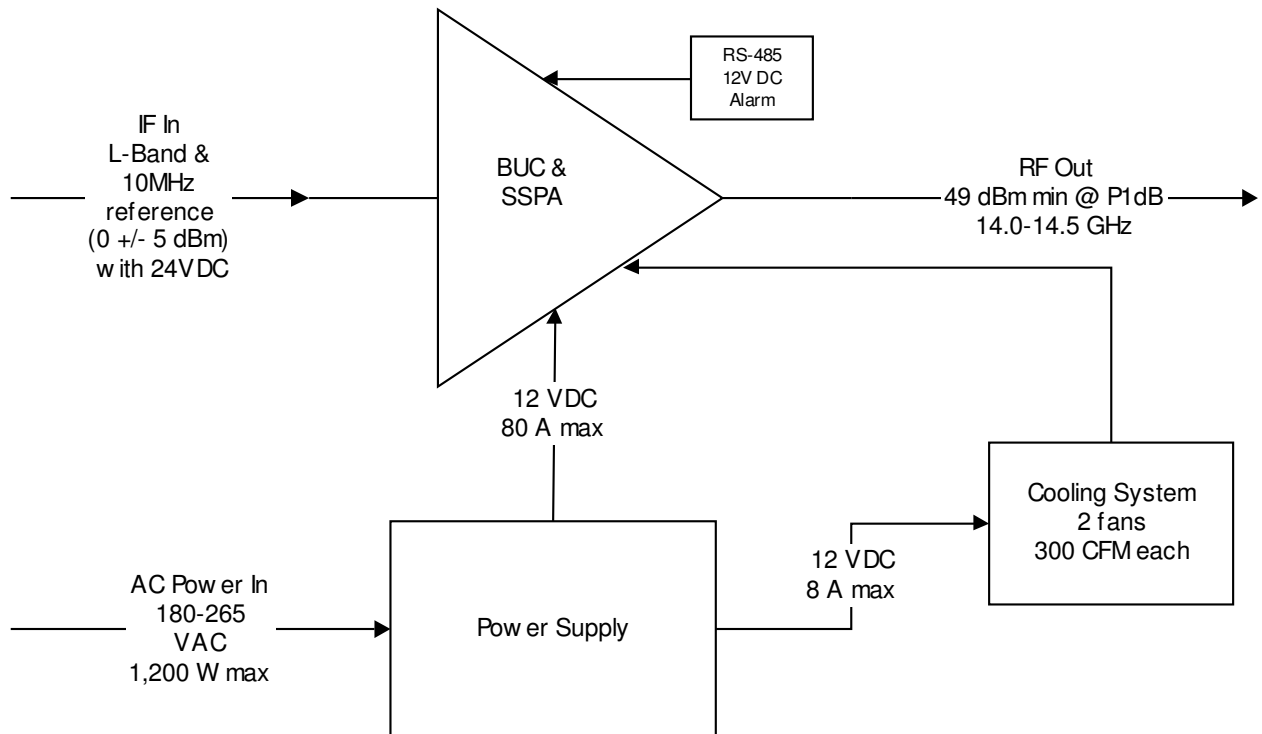 RS-485
12V DC
Alarm
IF In
L-Band &
10MHz
reference
(0 +/- 5 dBm)
with 24VDC
BUC &
SSPA
RF Out
49 dBm min @ P1dB
14.0-14.5 GHz
12 VDC
80 A max
Cooling System
2 fans
300 CFM each
12 VDC
8 A max
AC Power In
180-265
VAC
1,200 W max
Power Supply